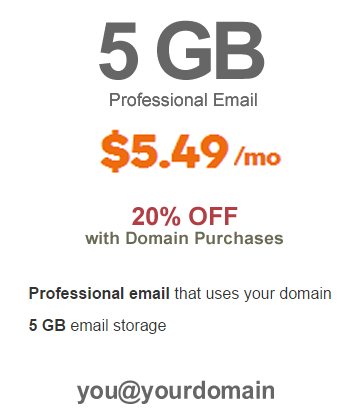 5 GB
Professional Email
$5.49 /mo
20% OFF
with Domain Purchases
Professional email that uses your domain
5 GB email storage
you@yourdomain